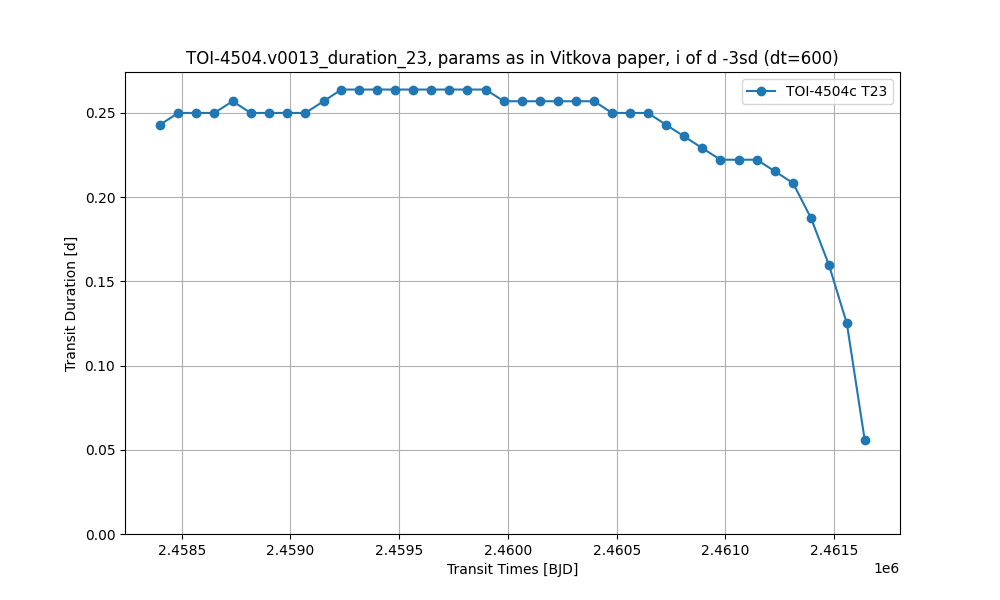 TOI-4504.v0013_duration_23, params as in Vitkova paper, i of d -3sd (dt=600)
TOI-4504c T23
0.25
0.20
0.15
0.10
0.05
0.00
Transit Duration [d]
2.4585 2.4590 2.4595 2.4600 2.4605 2.4610 2.4615
1e6
Transit Times [BJD]